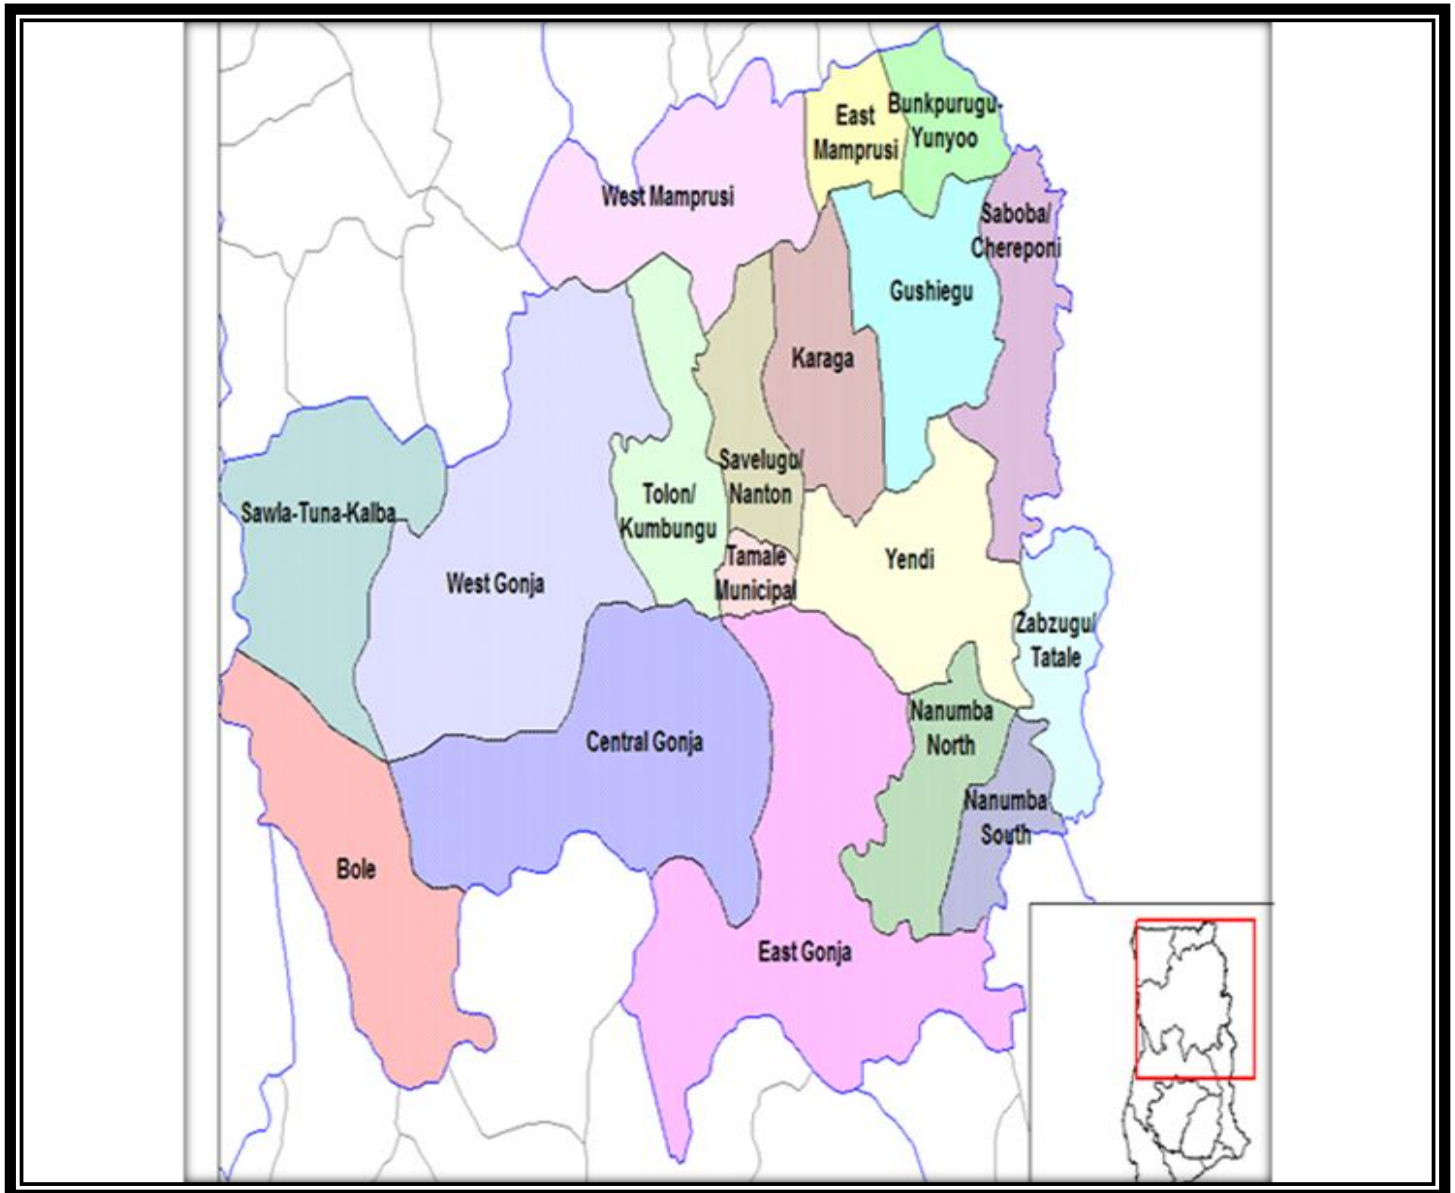 East
Mamprusi
Bunkpurugu-
Yunyoo
West Mamprusi
Saboba/
Chereponi
Gushiegu
Karaga
Savelugu/
Nanton
Tolon/
Kumbungu
Sawla-Tuna-Kalba
West Gonja
Tamale
Municipal
Yendi
Zabzugu/
Tatale
Nanumba
North
Central Gonja
Nanumba
South
Bole
East Gonja